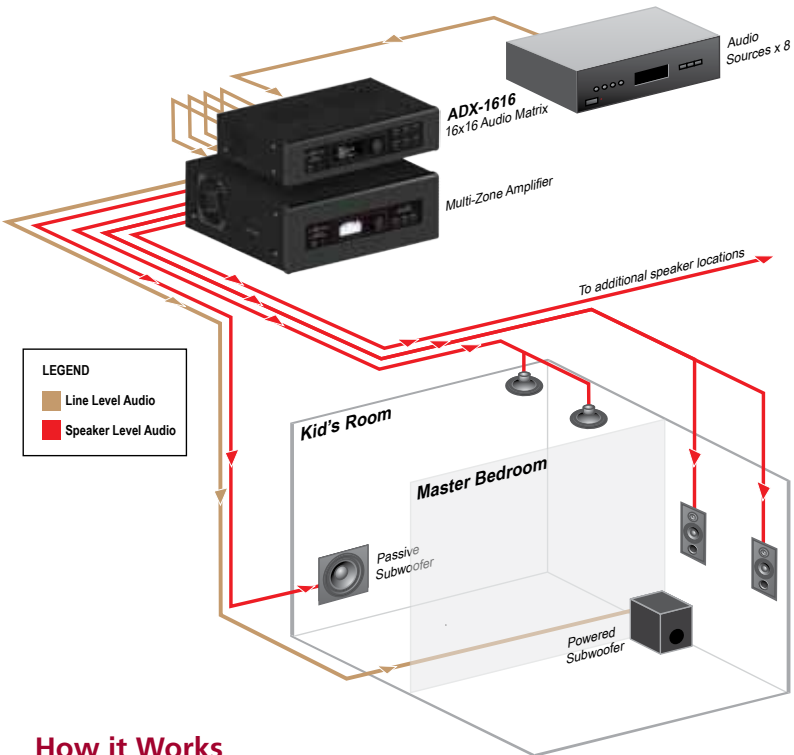 Audio
Sources x 8
ADX-1616
16x16 Audio Matrix
Multi-Zone Amplifier
To additional speaker locations
LEGEND
Line Level Audio
Speaker Level Audio
Kid's Room
Master Bedroom
Passive
Subwoofer
Powered
Subwoofer
How it Works